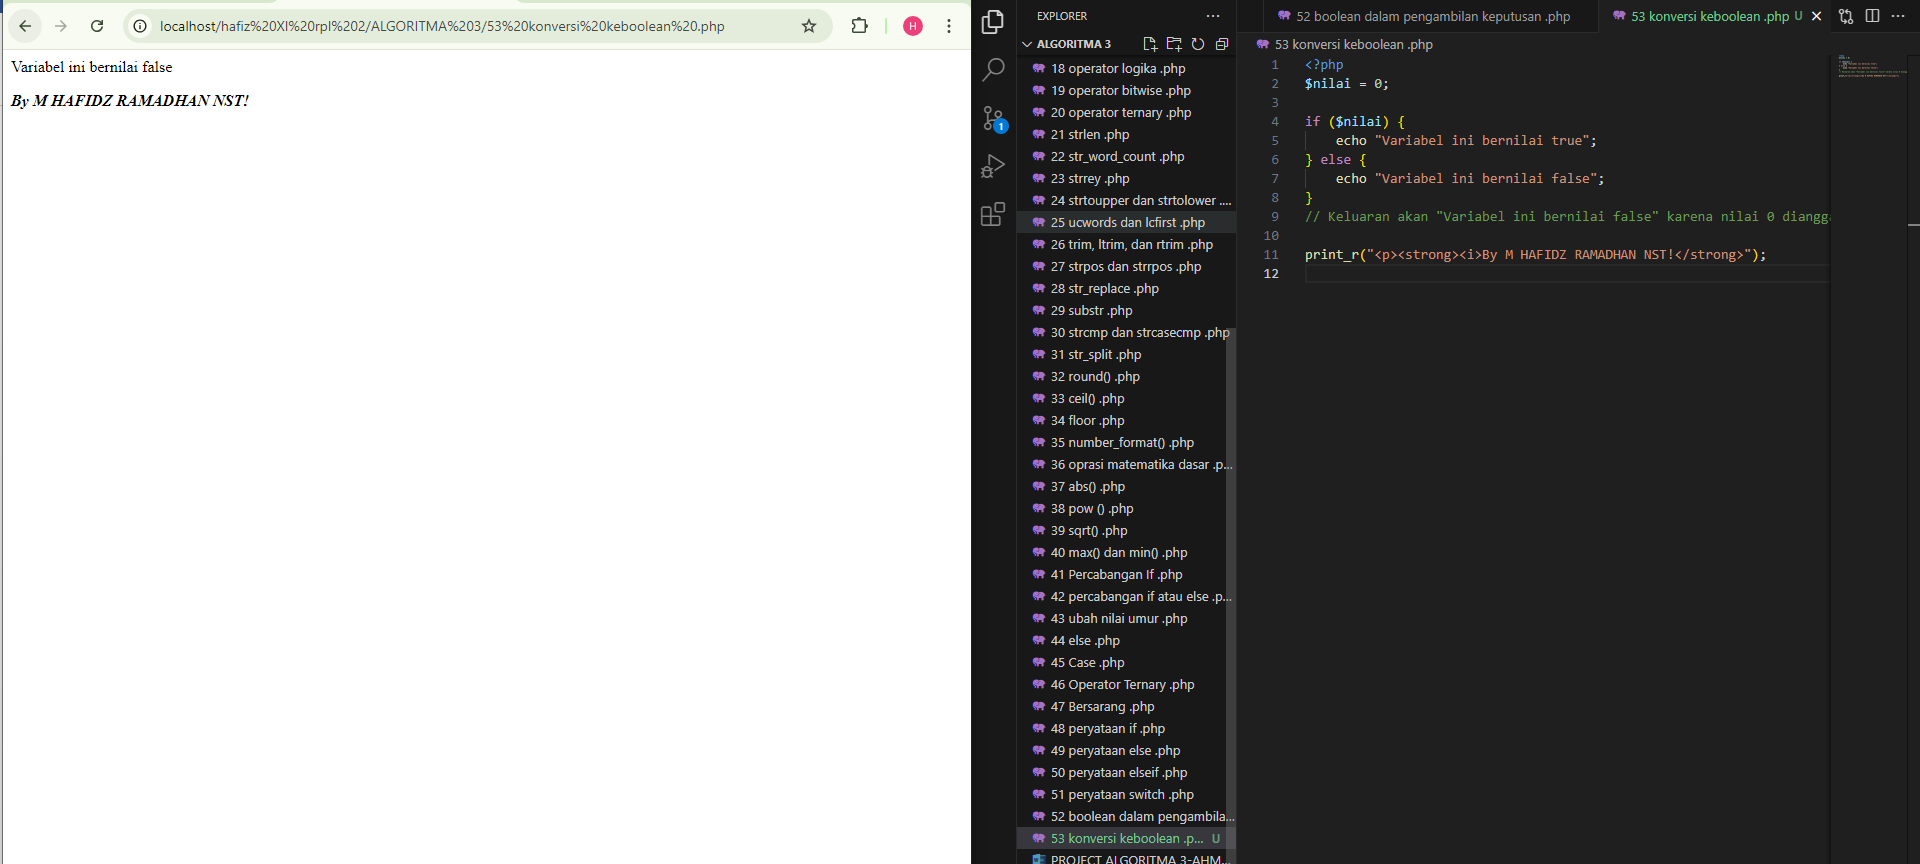 localhost/hafiz%20XI%20rpl%202/ALGORITMA%203/53%20konversi%20keboolean%20.php
H
Variabel ini bernilai false
By M HAFIDZ RAMADHAN NST!
1
EXPLORER
ALGORITMA 3
18 operator logika .php
19 operator bitwise .php
20 operator ternary .php
21 strlen .php
22 str_word_count .php
23 strrey .php
24 strtoupper dan strtolower ....
25 ucwords dan lcfirst .php
26 trim, ltrim, dan rtrim .php
27 strpos dan strrpos .php
28 str_replace .php
29 substr .php
30 strcmp dan strcasecmp .php
31 str_split .php
32 round() .php
33 ceil() .php
34 floor .php
35 number_format() .php
36 oprasi matematika dasar .p...
37 abs() .php
38 pow () .php
39 sqrt() .php
40 max() dan min() .php
41 Percabangan If .php
42 percabangan if atau else .p...
43 ubah nilai umur .php
44 else .php
45 Case .php
46 Operator Ternary .php
47 Bersarang .php
48 peryataan if .php
49 peryataan else .php
50 peryataan elseif .php
51 peryataan switch .php
52 boolean dalam pengambila...
53 konversi keboolean .p... U
PROJECT ALGORITMA 3-AHM...
52 boolean dalam pengambilan keputusan .php
53 konversi keboolean .php U
53 konversi keboolean .php
1 <?php
2 $nilai = 0;
3
4 if ($nilai) {
5 echo "Variabel ini bernilai true";
6 } else {
7 echo "Variabel ini bernilai false";
8 }
9 // Keluaran akan "Variabel ini bernilai false" karena nilai 0 diangga
10
11 print_r("<p><strong><i>By M HAFIDZ RAMADHAN NST!</strong>");
12